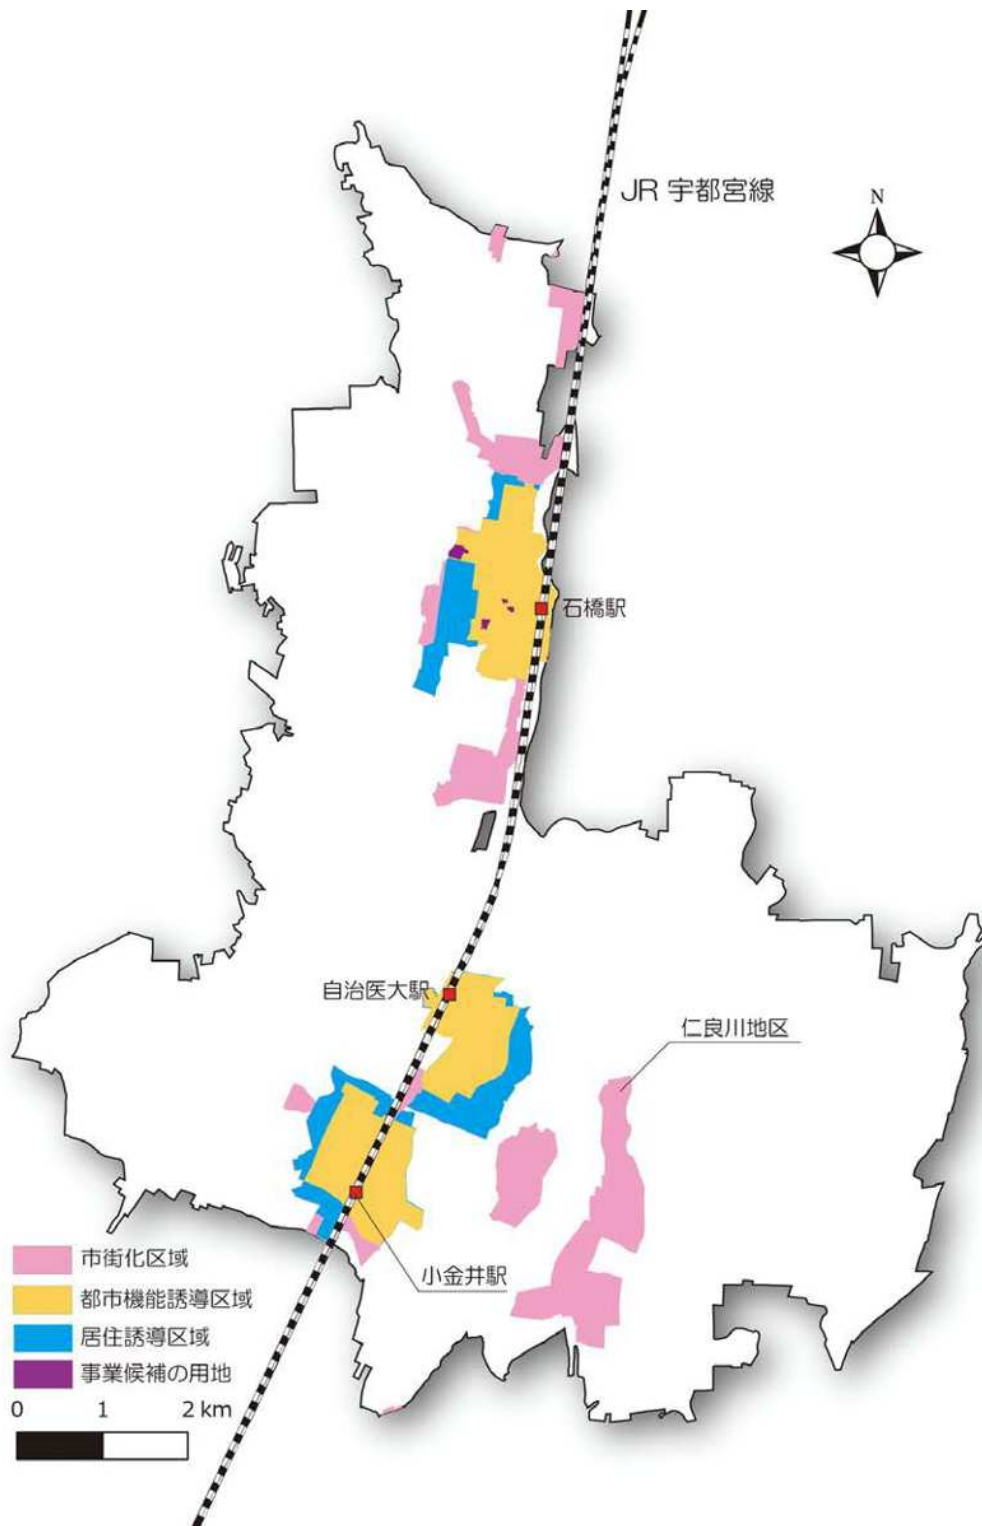 JR 宇都宮線
N
石橋駅
自治医大駅
仁良川地区
小金井駅
市街化区域
都市機能誘導区域
居住誘導区域
事業候補の用地
0 1 2 km